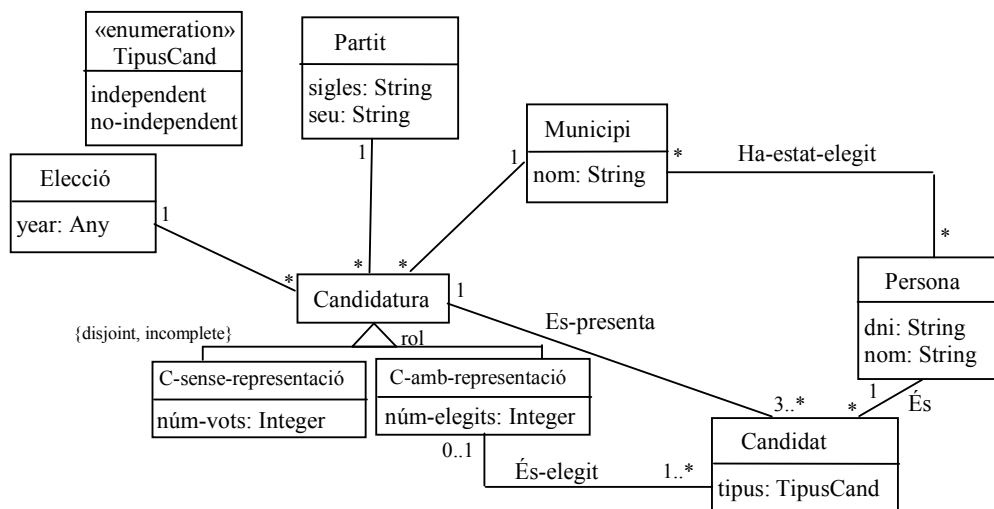 «enumeration»
TipusCand
independent
no-independent
Partit
sigles: String
seu: String
1
Municipi
nom: String
1
*
Ha-estat-elegit
*
Elecció
year: Any
1
*
*
*
Candidatura
1
Persona
dni: String
nom: String
1
És
*
{disjoint, incomplete}
rol
Es-presenta
3..*
C-sense-representació
núm-vots: Integer
C-amb-representació
núm-elegits: Integer
0..1
És-elegit
1..*
Candidat
tipus: TipusCand